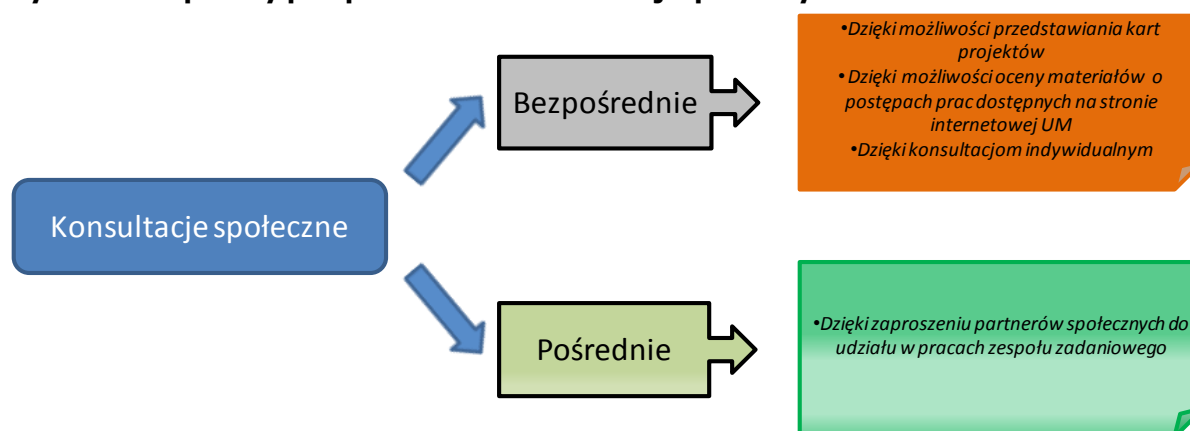 Bezpośrednie
•Dzięki możliwości przedstawiania kart
projektów
• Dzięki możliwości oceny materiałów o
postępach prac dostępnych na stronie
internetowej UM
•Dzięki konsultacjom indywidualnym
Konsultacje społeczne
Pośrednie
•Dzięki zaproszeniu partnerów społecznych do
udziału w pracach zespołu zadaniowego